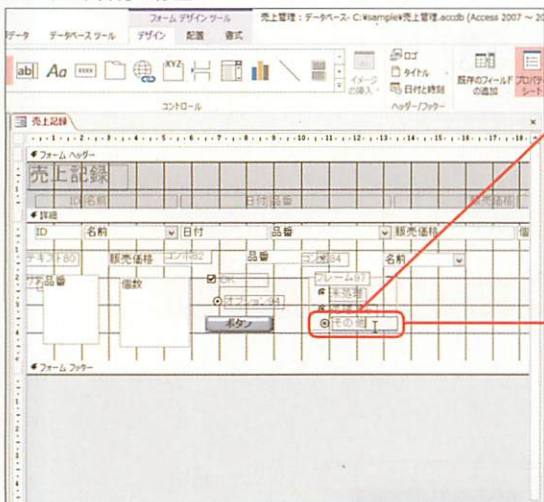 フォーム デザイン ツール
売上管理：データベース- C:¥sample¥売上管理.accdb (Access 2007 ～ 20
データ データベース ツール デザイン 配置 書式
ab| Aa xxxx XYZ
イメージの挿入
ロゴ
タイトル
日付と時刻
既存のフィールドの追加
プロパティシート
コントロール
ヘッダー/フッター
売上記録
フォーム ヘッダー
売上記録
ID 名前 日付 品番 販売価格
詳細
ID 名前 日付 品番 販売価格 個
テキスト80 販売価格 コンボ82 品番 コンボ84 名前
品番 個数 OK フレーム97
未処理
オプション94
ボタン その他
フォーム フッター